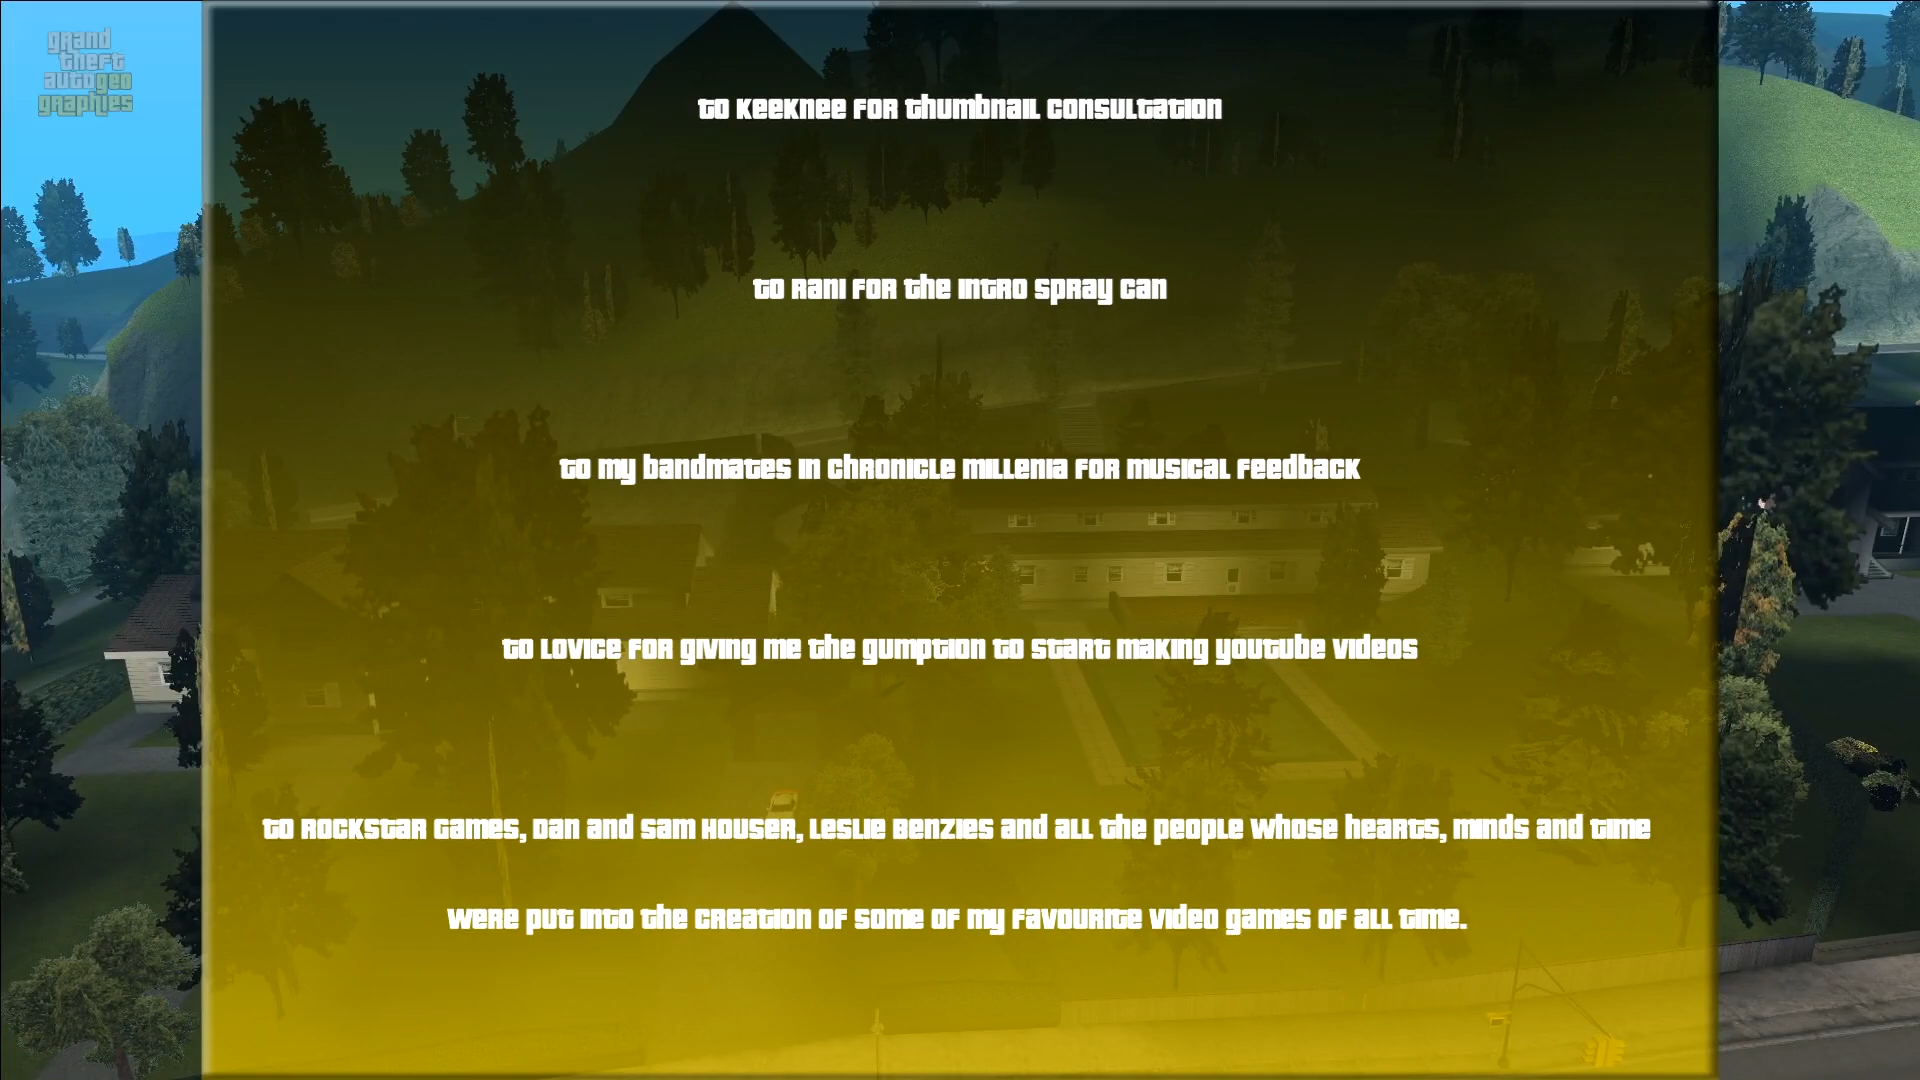 grand
theft
autogeo
graphies
to keeknee for thumbnail consultation
to rani for the intro spray can
to my bandmates in chronicle millenia for musical feedback
to lovice for giving me the gumption to start making youtube videos
to rockstar games, dan and sam houser, leslie benzies and all the people whose hearts, minds and time
were put into the creation of some of my favourite video games of all time.